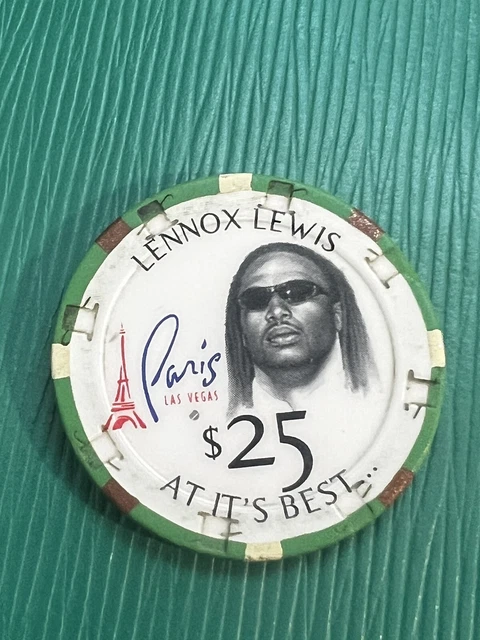 LENNOX LEWIS
Paris
LAS VEGAS
$25
AT IT'S BEST...